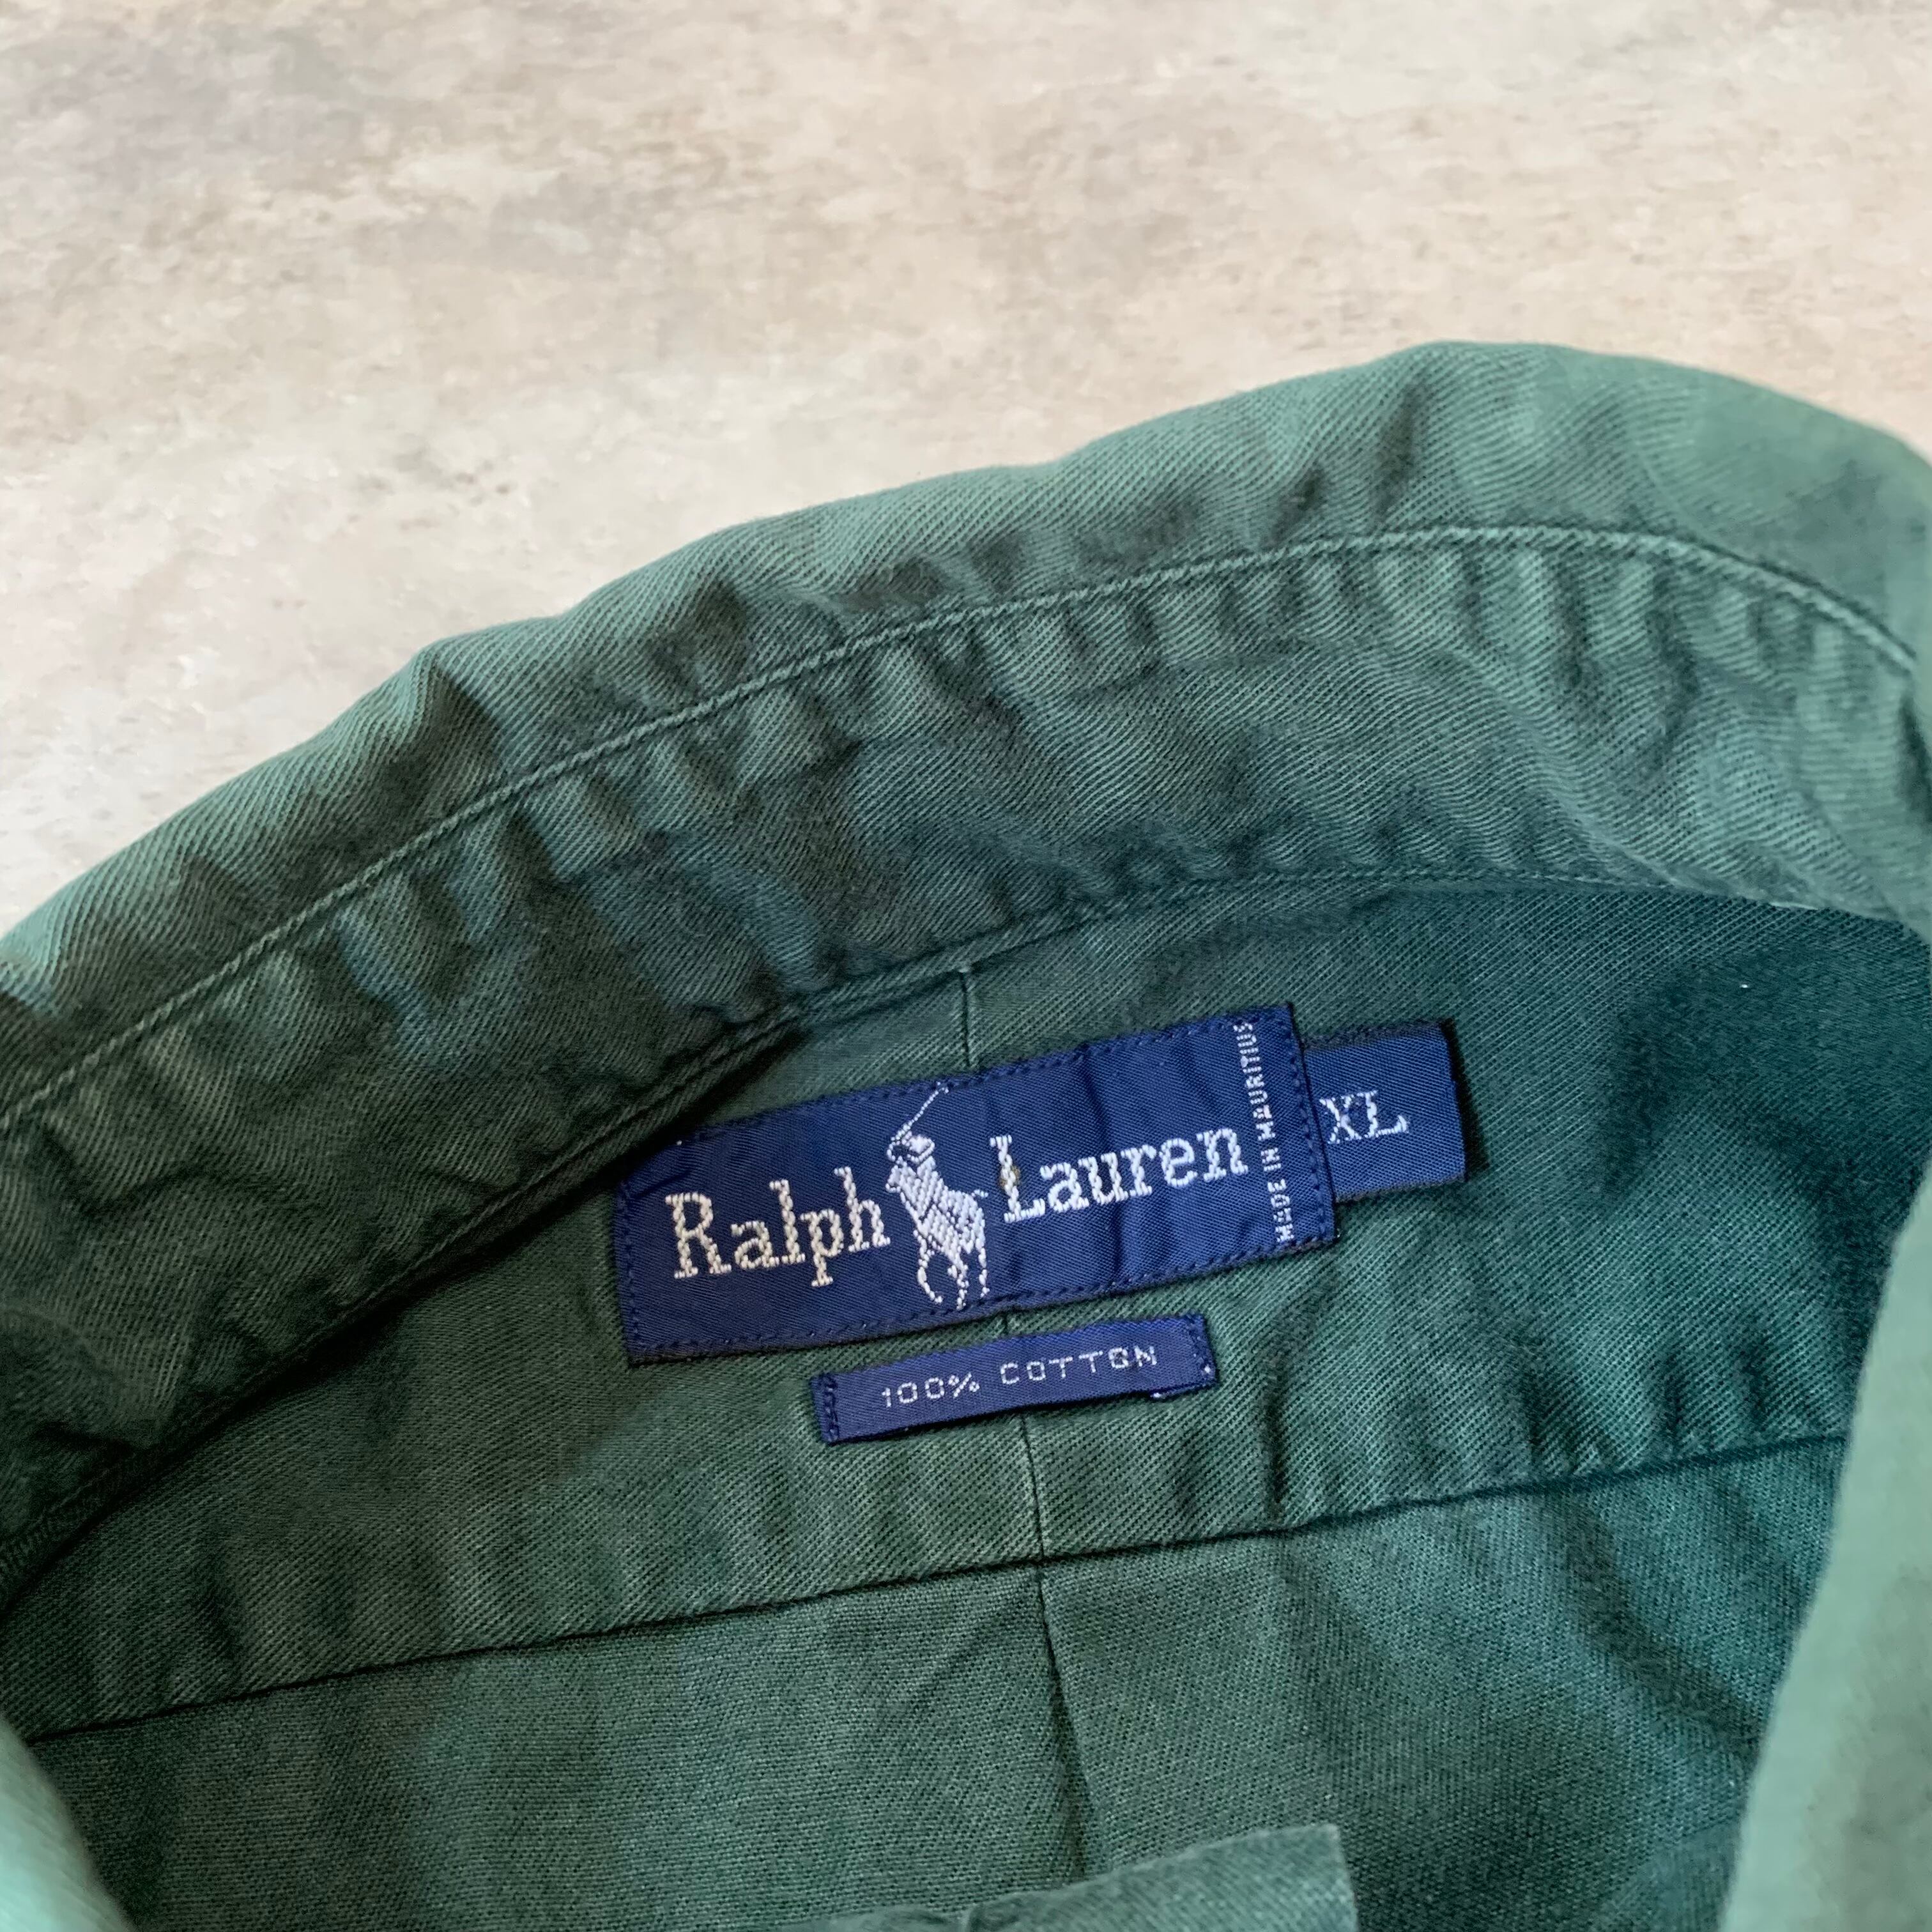 Ralph Lauren
MADE IN MAURITIUS
XL
100% COTTON